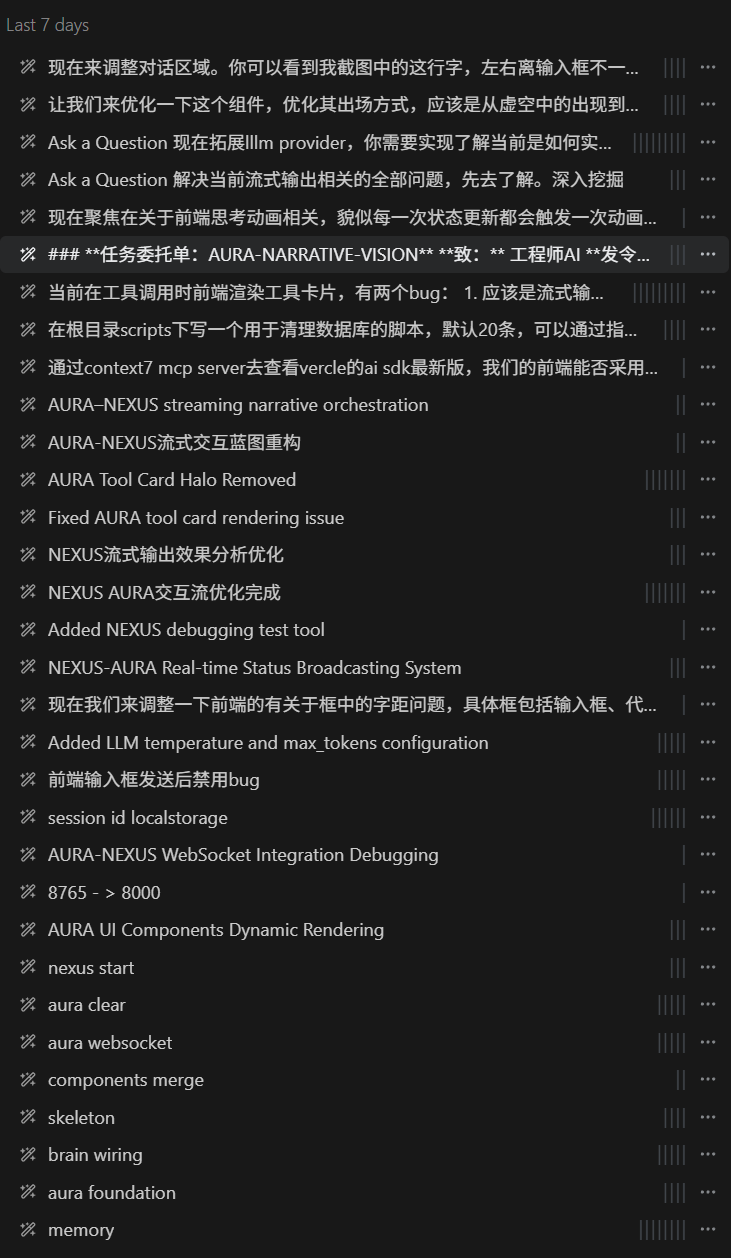 Last 7 days
现在来调整对话区域。你可以看到我截图中的这行字，左右离输入框不一...
让我们来优化一下这个组件，优化其出场方式，应该是从虚空中的出现到...
Ask a Question 现在拓展lllm provider，你需要实现了解当前是如何实...
Ask a Question 解决当前流式输出相关的全部问题，先去了解。深入挖掘
现在聚焦在关于前端思考动画相关，貌似每一次状态更新都会触发一次动画...
### **任务委托单：AURA-NARRATIVE-VISION** **致：** 工程师AI **发令...
当前在工具调用时前端渲染工具卡片，有两个bug： 1. 应该是流式输...
在根目录scripts下写一个用于清理数据库的脚本，默认20条，可以通过指...
通过context7 mcp server去查看vercle的ai sdk最新版，我们的前端能否采用...
AURA–NEXUS streaming narrative orchestration
AURA-NEXUS流式交互蓝图重构
AURA Tool Card Halo Removed
Fixed AURA tool card rendering issue
NEXUS流式输出效果分析优化
NEXUS AURA交互流优化完成
Added NEXUS debugging test tool
NEXUS-AURA Real-time Status Broadcasting System
现在我们来调整一下前端的有关于框中的字距问题，具体框包括输入框、代...
Added LLM temperature and max_tokens configuration
前端输入框发送后禁用bug
session id localstorage
AURA-NEXUS WebSocket Integration Debugging
8765 - > 8000
AURA UI Components Dynamic Rendering
nexus start
aura clear
aura websocket
components merge
skeleton
brain wiring
aura foundation
memory